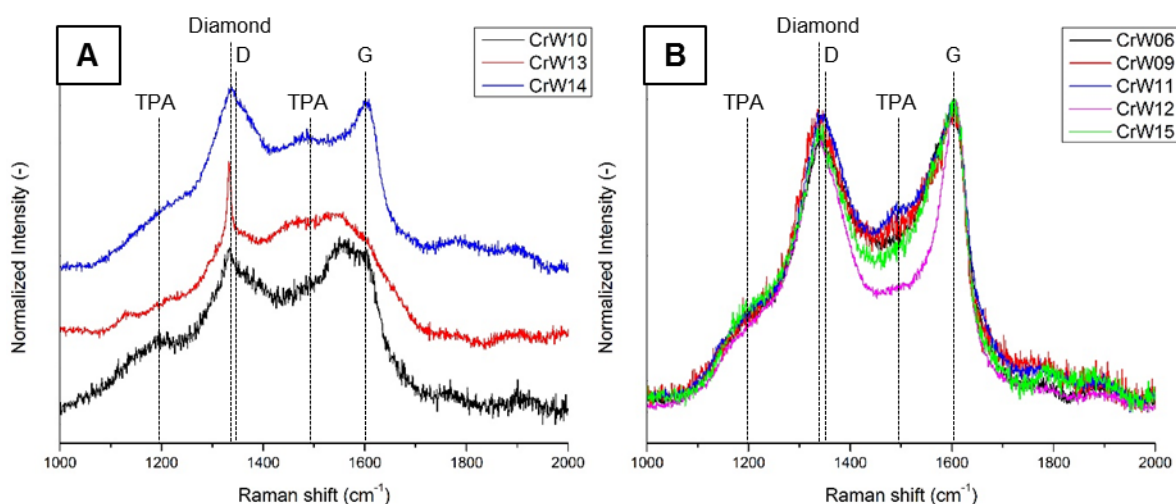 A
Diamond
D
G
TPA
TPA
CrW10
CrW13
CrW14
Normalized Intensity (-)
1000
1200
1400
1600
1800
2000
Raman shift (cm⁻¹)
B
Diamond
D
G
TPA
TPA
CrW06
CrW09
CrW11
CrW12
CrW15
Normalized Intensity (-)
1000
1200
1400
1600
1800
2000
Raman shift (cm⁻¹)